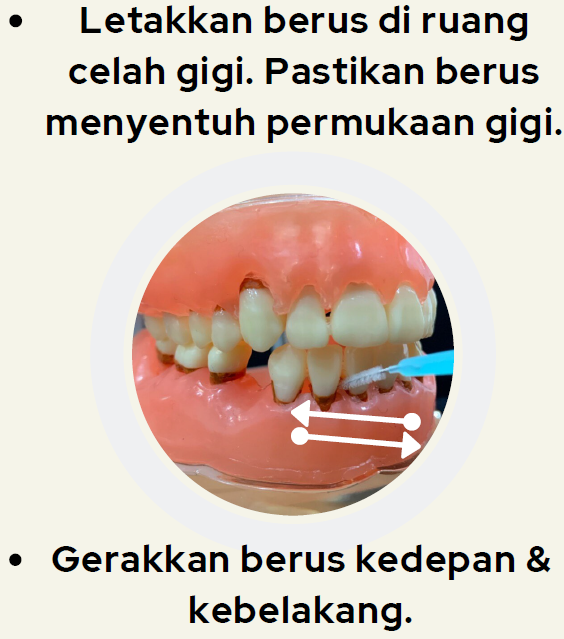 • Letakkan berus di ruang
celah gigi. Pastikan berus
menyentuh permukaan gigi.
• Gerakkan berus kedepan &
kebelakang.